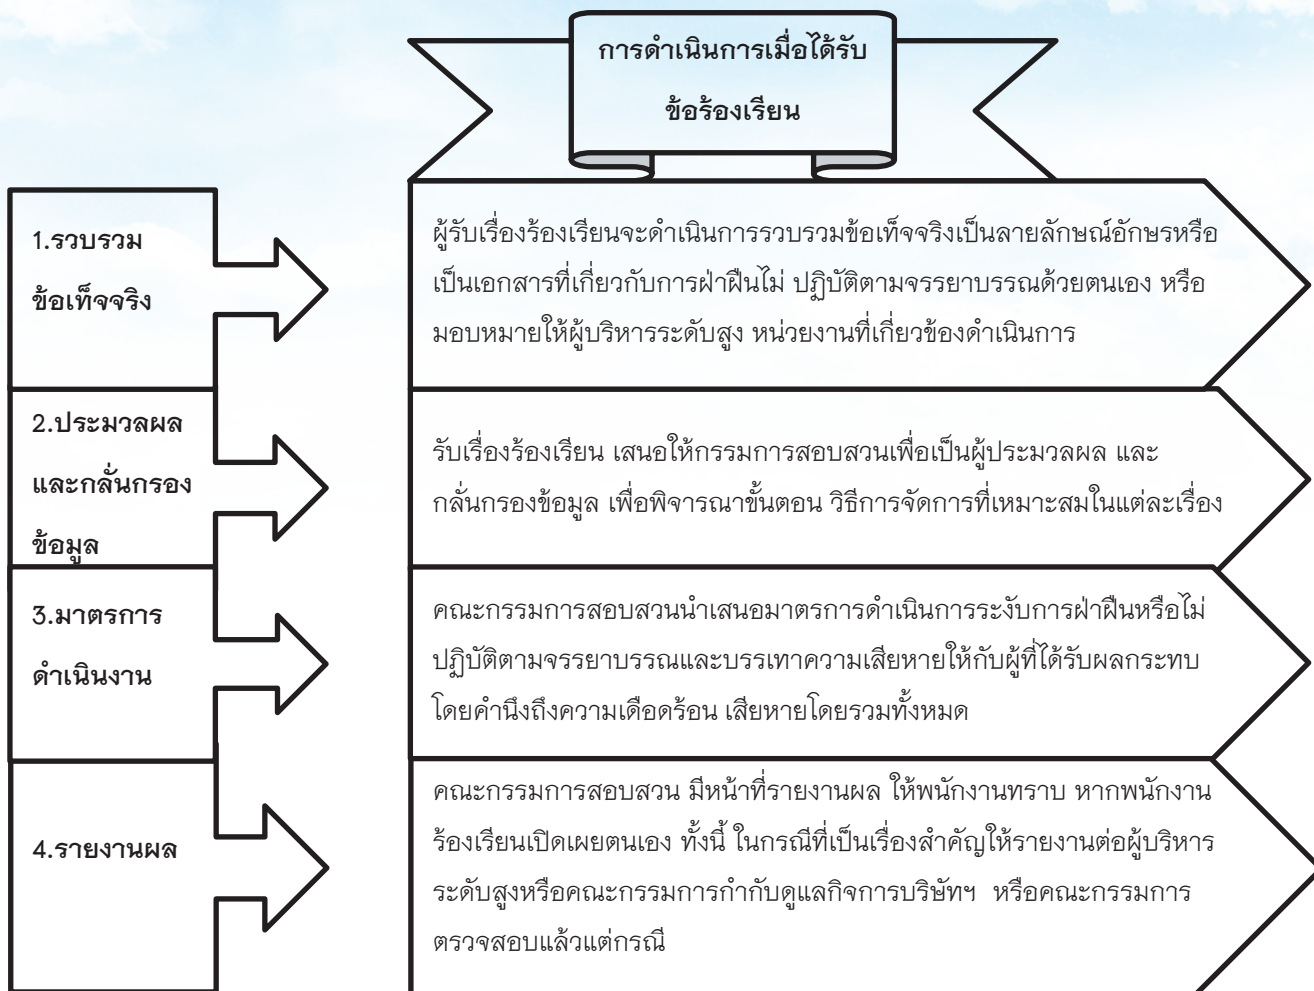 การดำเนินการเมื่อได้รับ
ข้อร้องเรียน
1.รวบรวม
ข้อเท็จจริง
ผู้รับเรื่องร้องเรียนจะดำเนินการรวบรวมข้อเท็จจริงเป็นลายลักษณ์อักษรหรือ
เป็นเอกสารที่เกี่ยวกับการฝ่าฝืนไม่ ปฏิบัติตามจรรยาบรรณด้วยตนเอง หรือ
มอบหมายให้ผู้บริหารระดับสูง หน่วยงานที่เกี่ยวข้องดำเนินการ
2.ประมวลผล
และกลั่นกรอง
ข้อมูล
รับเรื่องร้องเรียน เสนอให้กรรมการสอบสวนเพื่อเป็นผู้ประมวลผล และ
กลั่นกรองข้อมูล เพื่อพิจารณาขั้นตอน วิธีการจัดการที่เหมาะสมในแต่ละเรื่อง
3.มาตรการ
ดำเนินงาน
คณะกรรมการสอบสวนนำเสนอมาตรการดำเนินการระงับการฝ่าฝืนหรือไม่
ปฏิบัติตามจรรยาบรรณและบรรเทาความเสียหายให้กับผู้ที่ได้รับผลกระทบ
โดยคำนึงถึงความเดือดร้อน เสียหายโดยรวมทั้งหมด
4.รายงานผล
คณะกรรมการสอบสวน มีหน้าที่รายงานผล ให้พนักงานทราบ หากพนักงาน
ร้องเรียนเปิดเผยตนเอง ทั้งนี้ ในกรณีที่เป็นเรื่องสำคัญให้รายงานต่อผู้บริหาร
ระดับสูงหรือคณะกรรมการกำกับดูแลกิจการบริษัทฯ หรือคณะกรรมการ
ตรวจสอบแล้วแต่กรณี